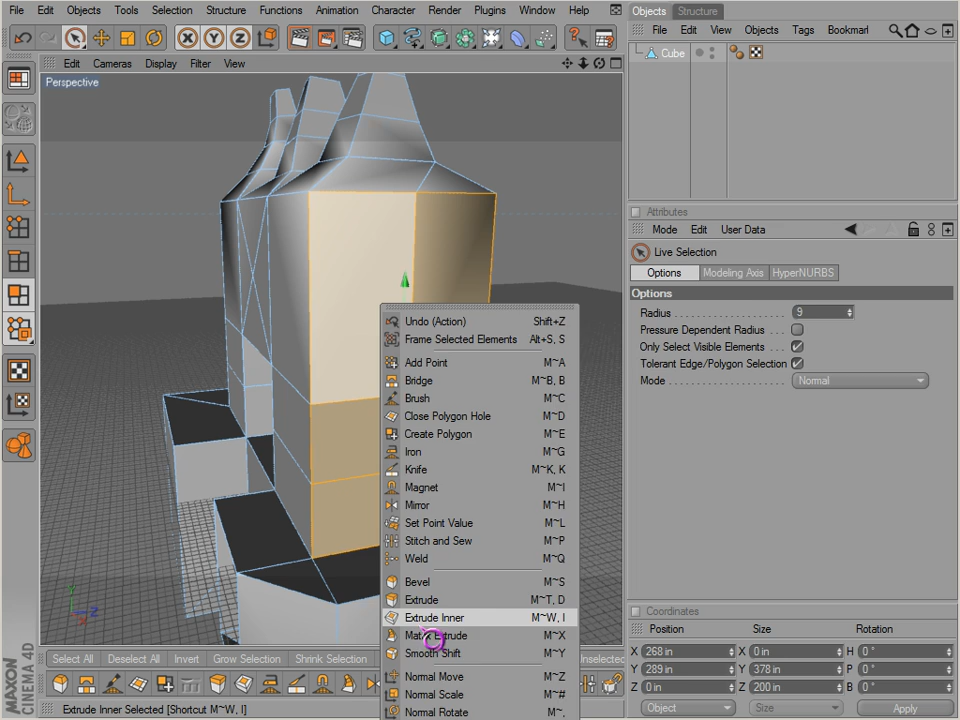 File Edit Objects Tools Selection Structure Functions Animation Character Render Plugins Window Help
Edit Cameras Display Filter View
Perspective
Undo (Action) Shift+Z
Frame Selected Elements Alt+S, S
Add Point M~A
Bridge M~B, B
Brush M~C
Close Polygon Hole M~D
Create Polygon M~E
Iron M~G
Knife M~K, K
Magnet M~I
Mirror M~H
Set Point Value M~L
Stitch and Sew M~P
Weld M~Q
Bevel M~S
Extrude M~T, D
Extrude Inner M~W, I
Matrix Extrude M~X
Smooth Shift M~Y
Normal Move M~Z
Normal Scale M~#
Normal Rotate M~,
Select All Deselect All Invert Grow Selection Shrink Selection Unselected
Extrude Inner Selected [Shortcut M~W, I]
MAXON
CINEMA 4D
Objects Structure
File Edit View Objects Tags Bookmark
Cube
Attributes
Mode Edit User Data
Live Selection
Options Modeling Axis HyperNURBS
Options
Radius 9
Pressure Dependent Radius
Only Select Visible Elements
Tolerant Edge/Polygon Selection
Mode Normal
Coordinates
Position Size Rotation
X 268 in X 0 in H 0 °
Y 289 in Y 378 in P 0 °
Z 0 in Z 200 in B 0 °
Object Size Apply
Y
Z
X